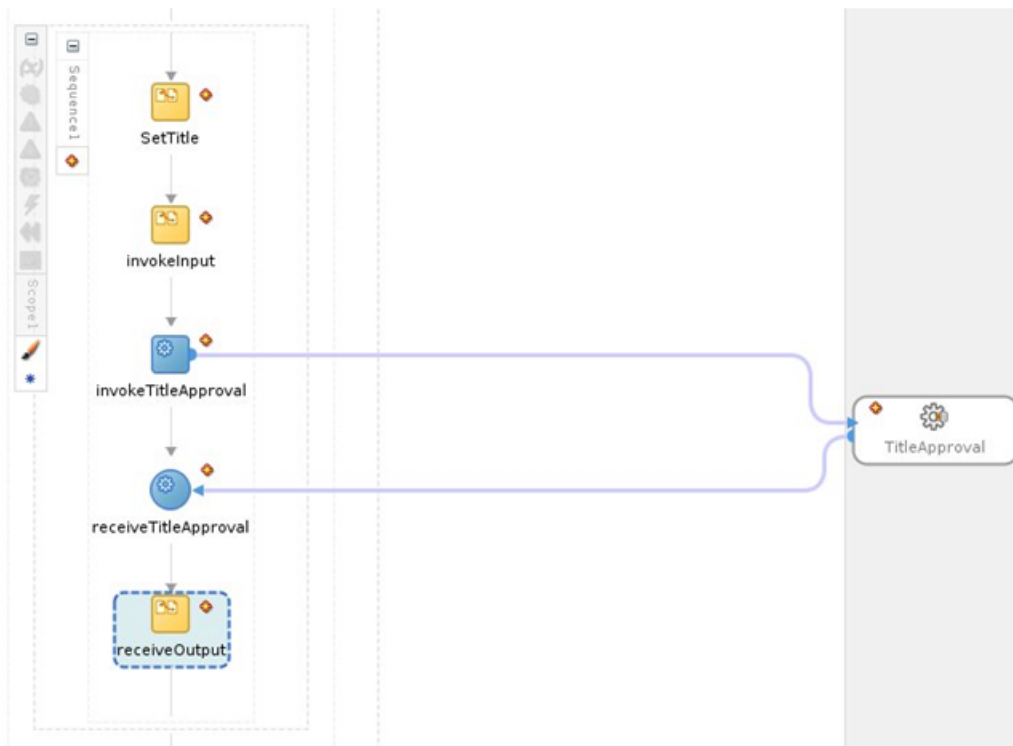 Sequence1
SetTitle
invokeInput
Scope1
invokeTitleApproval
TitleApproval
receiveTitleApproval
receiveOutput